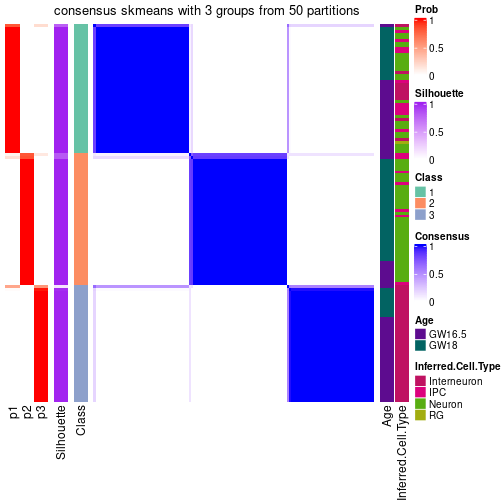 consensus skmeans with 3 groups from 50 partitions
p1
p2
p3
Silhouette
Class
Age
Inferred.Cell.Type
Prob
1
0.5
0
Silhouette
1
0.5
0
Class
1
2
3
Consensus
1
0.5
0
Age
GW16.5
GW18
Inferred.Cell.Type
Interneuron
IPC
Neuron
RG